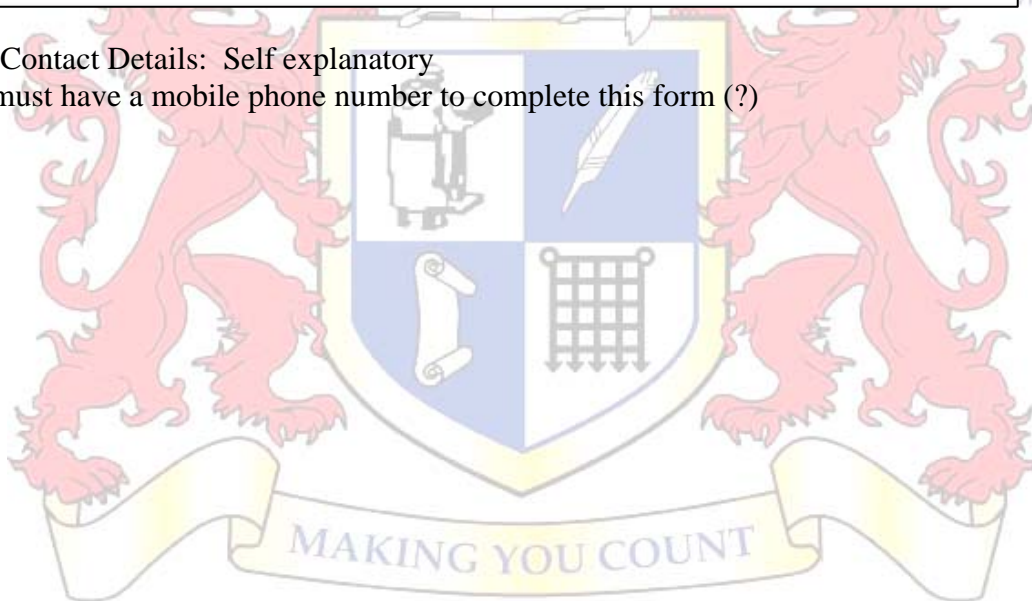 Contact Details: Self explanatory
must have a mobile phone number to complete this form (?)
MAKING YOU COUNT